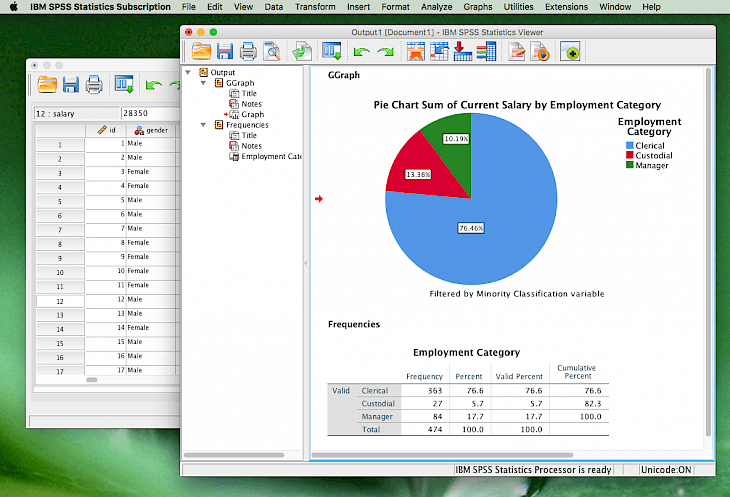 IBM SPSS Statistics Subscription File Edit View Data Transform Insert Format Analyze Graphs Utilities Extensions Window Help
Output1 [Document1] - IBM SPSS Statistics Viewer
12 : salary 28350
id gender
1 1 Male
2 2 Male
3 3 Female
4 4 Female
5 5 Male
6 6 Male
7 7 Male
8 8 Female
9 9 Female
10 10 Female
11 11 Female
12 12 Male
13 13 Male
14 14 Female
15 15 Male
16 16 Male
17 17 Male
Output
GGraph
Title
Notes
Graph
Frequencies
Title
Notes
Employment Cate
GGraph
Pie Chart Sum of Current Salary by Employment Category
Employment
Category
Clerical
Custodial
Manager
10.19%
13.36%
76.46%
Filtered by Minority Classification variable
Frequencies
Employment Category
Frequency Percent Valid Percent Cumulative Percent
Valid Clerical 363 76.6 76.6 76.6
Custodial 27 5.7 5.7 82.3
Manager 84 17.7 17.7 100.0
Total 474 100.0 100.0
IBM SPSS Statistics Processor is ready Unicode:ON